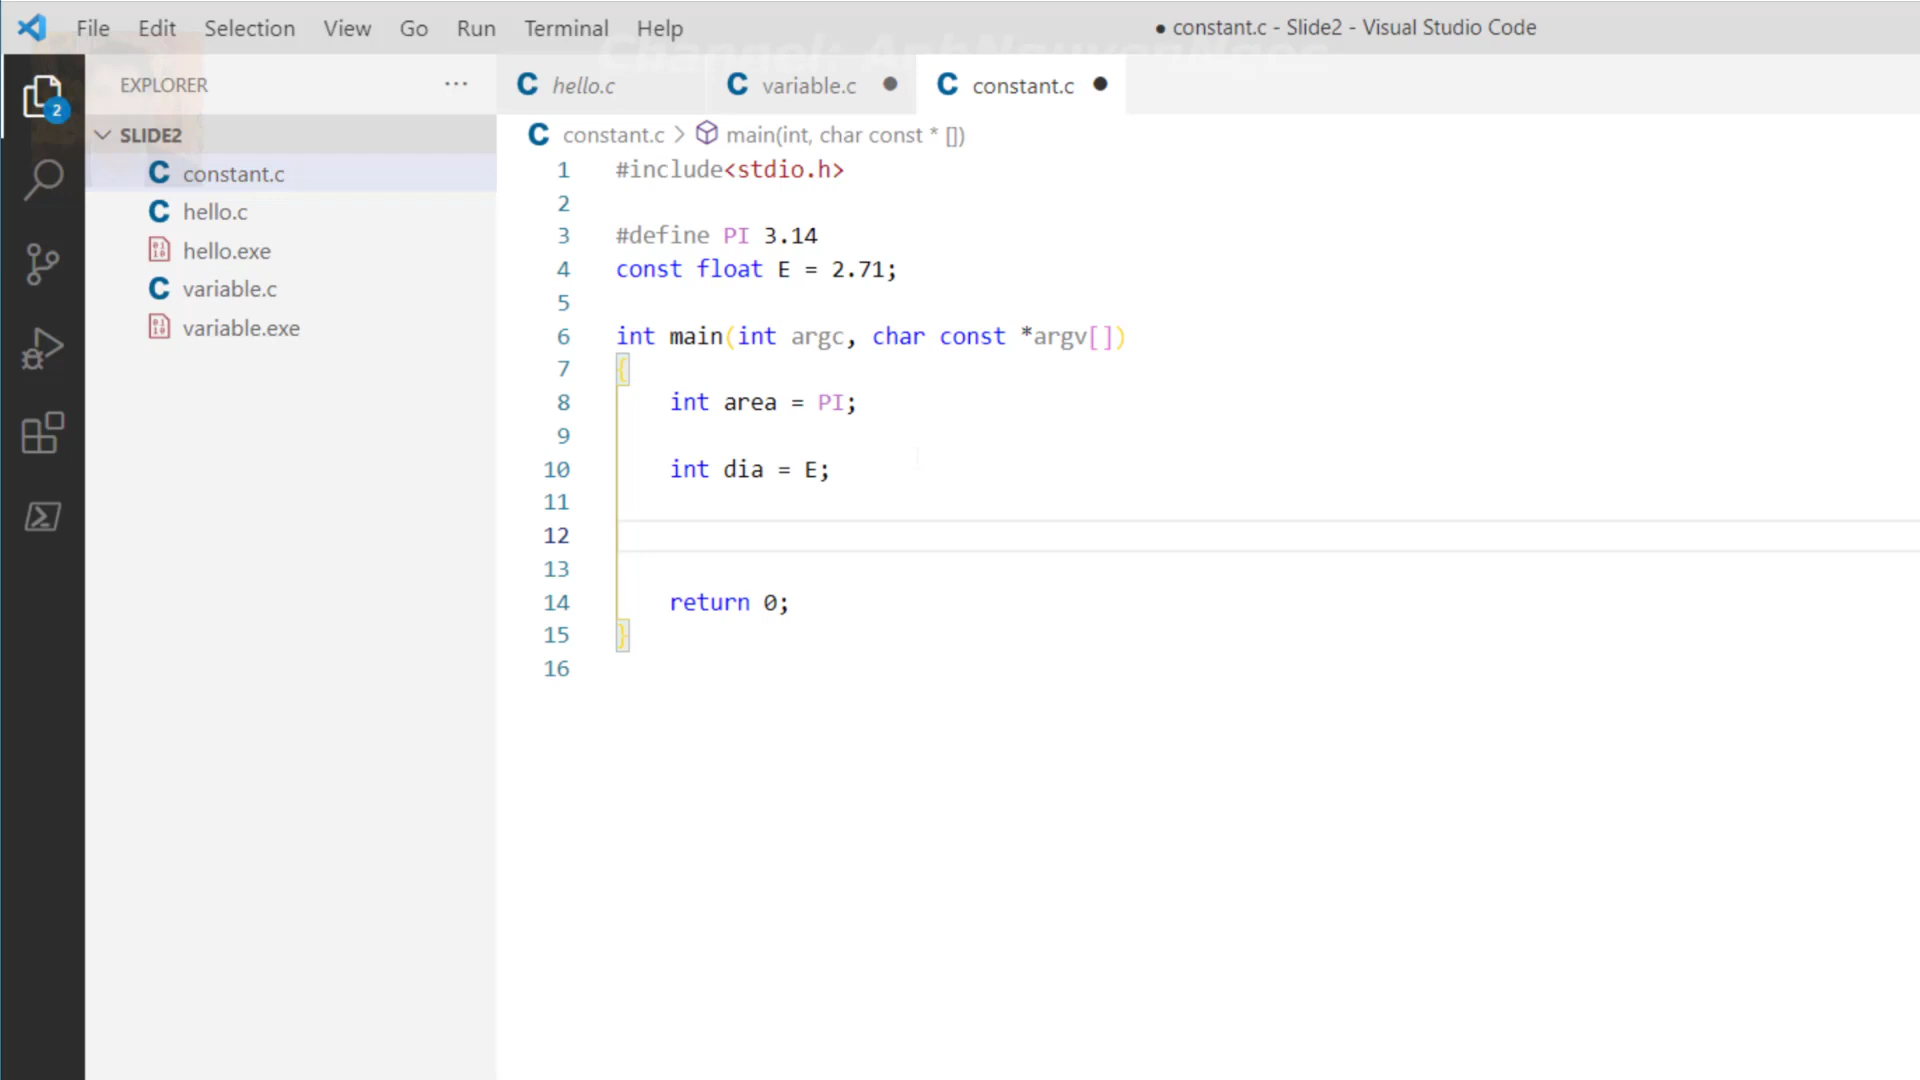 File Edit Selection View Go Run Terminal Help
● constant.c - Slide2 - Visual Studio Code
Channel: AnhNguyenNgoc
2
EXPLORER ...
SLIDE2
constant.c
hello.c
hello.exe
variable.c
variable.exe
C hello.c C variable.c ● C constant.c ●
C constant.c > main(int, char const * [])
1 #include<stdio.h>
2
3 #define PI 3.14
4 const float E = 2.71;
5
6 int main(int argc, char const *argv[])
7 {
8 int area = PI;
9
10 int dia = E;
11
12
13
14 return 0;
15 }
16